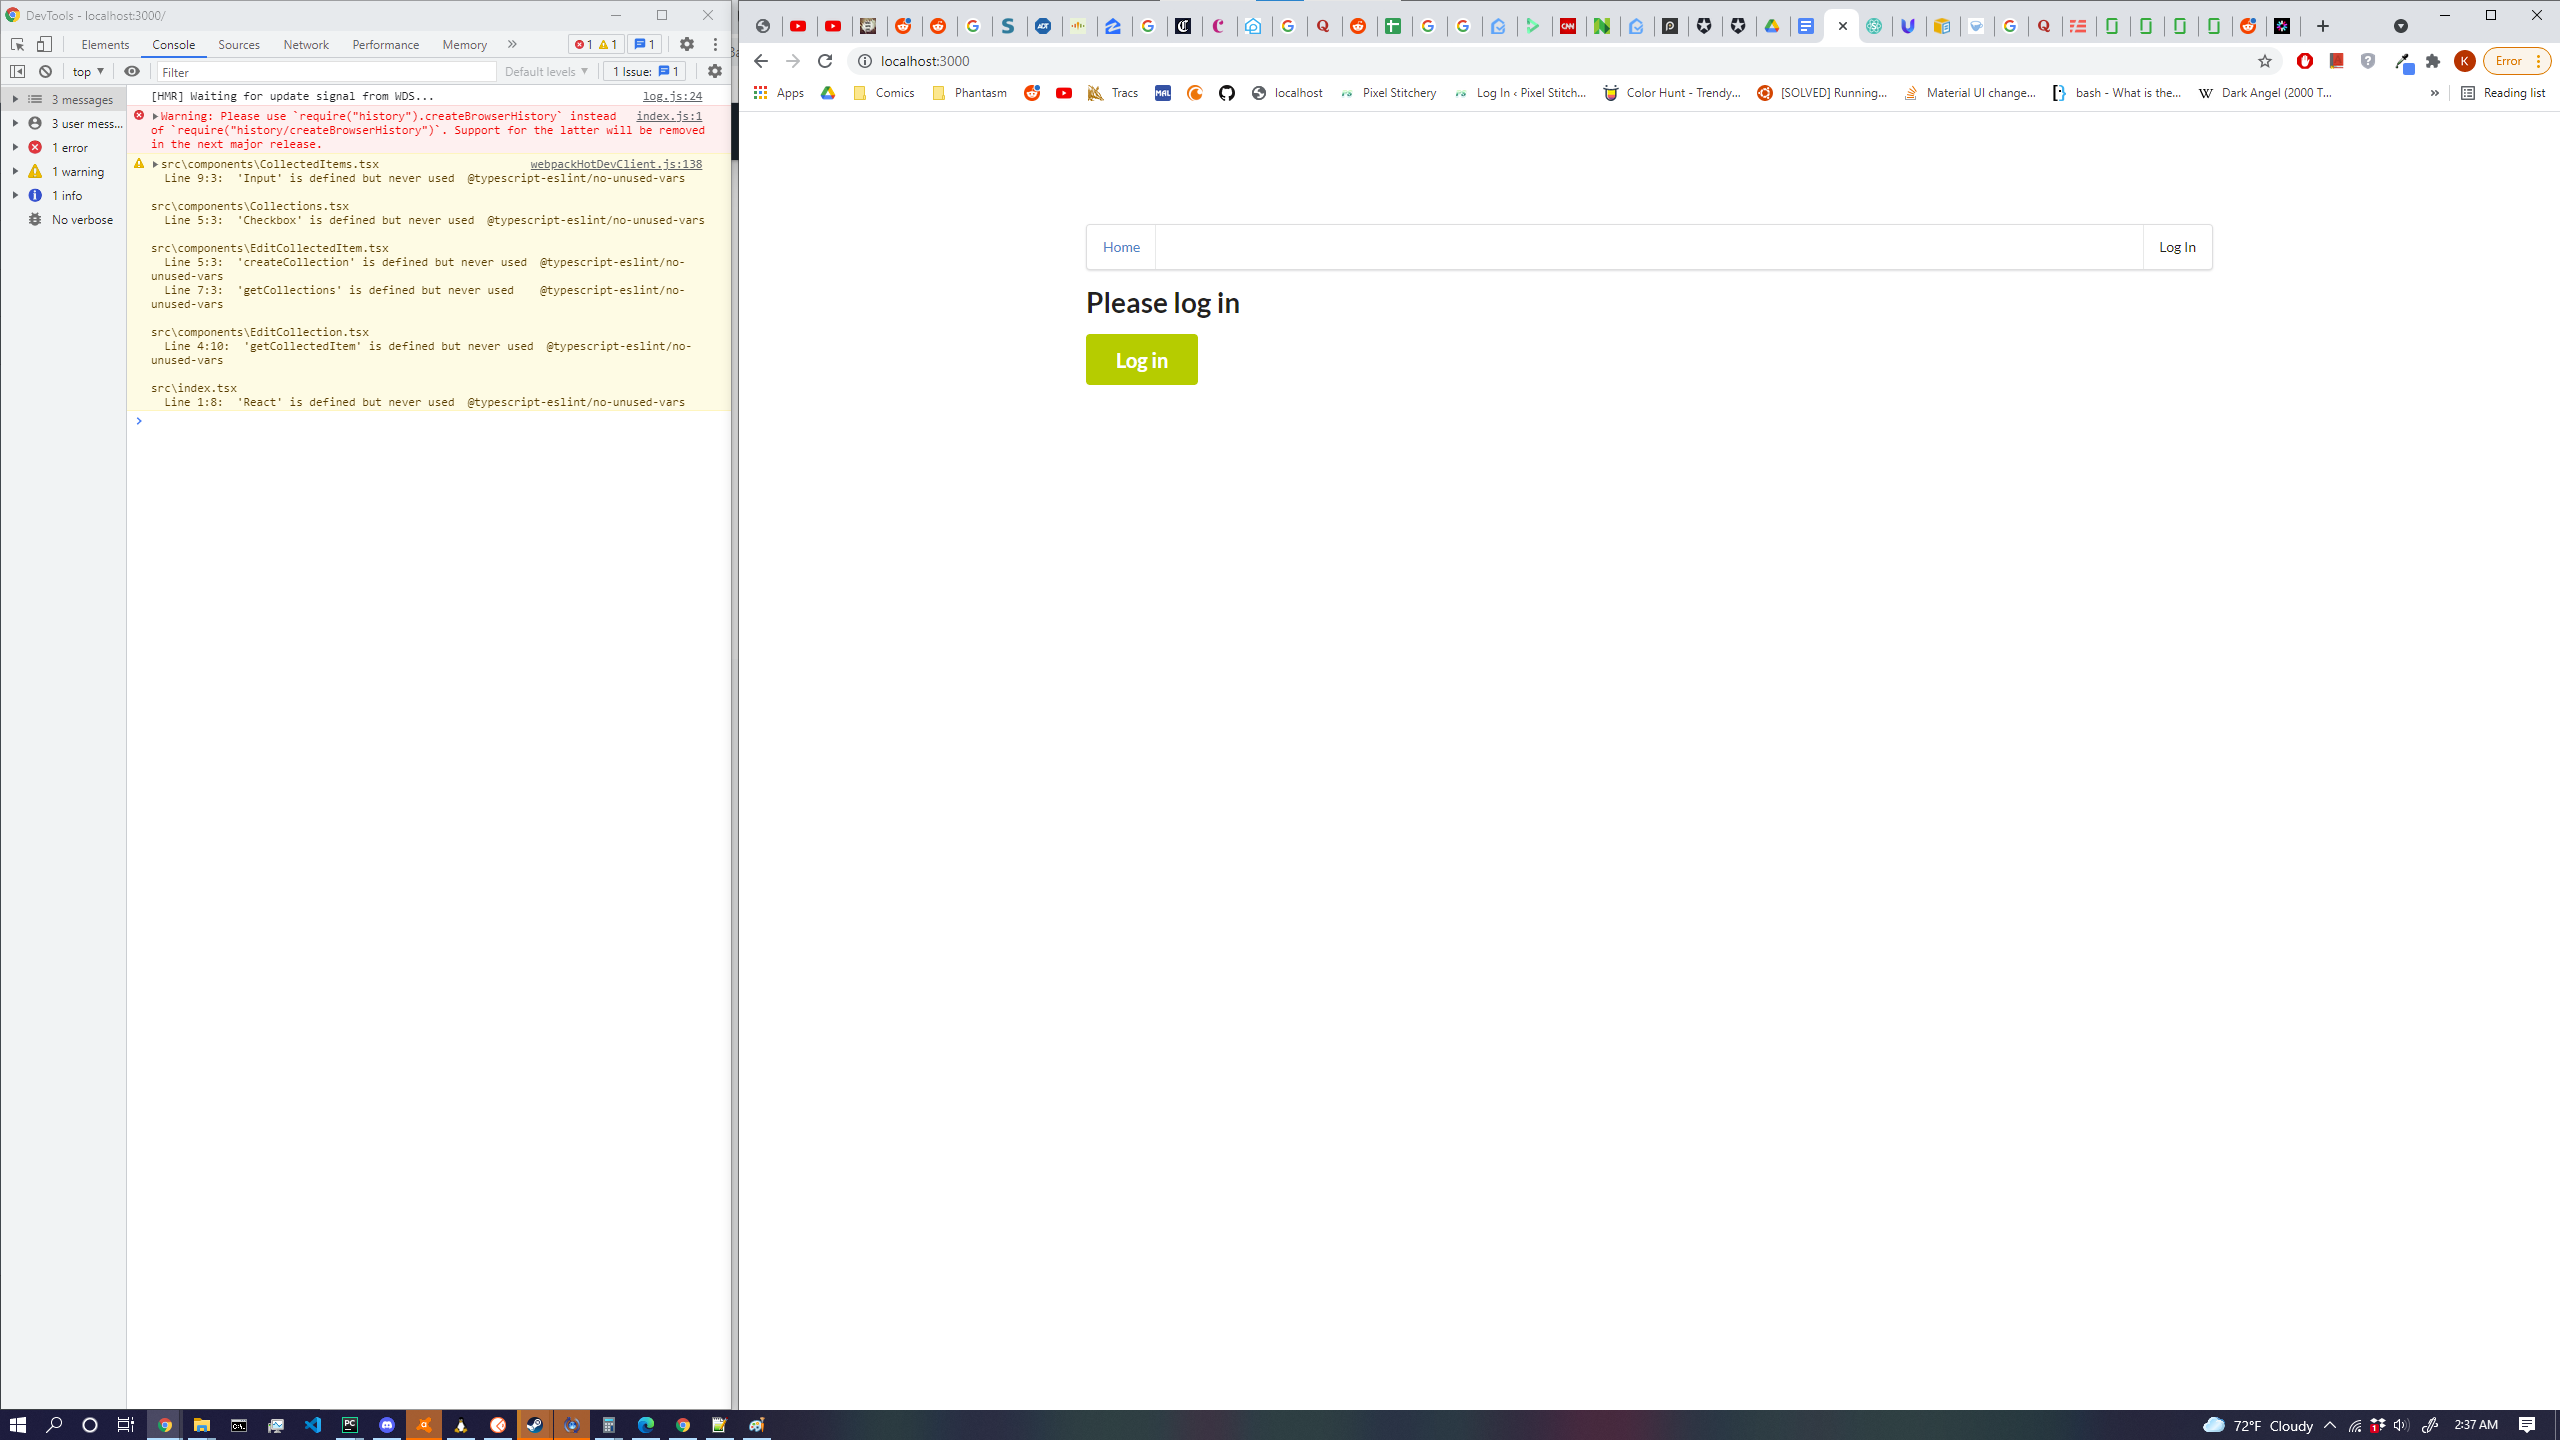 DevTools - localhost:3000/
Elements Console Sources Network Performance Memory » 1 1 1
top Filter Default levels 1 Issue: 1
3 messages
3 user mess...
1 error
1 warning
1 info
No verbose
[HMR] Waiting for update signal from WDS... log.js:24
Warning: Please use `require("history").createBrowserHistory` instead index.js:1
of `require("history/createBrowserHistory")`. Support for the latter will be removed
in the next major release.
src\components\CollectedItems.tsx webpackHotDevClient.js:138
Line 9:3: 'Input' is defined but never used @typescript-eslint/no-unused-vars
src\components\Collections.tsx
Line 5:3: 'Checkbox' is defined but never used @typescript-eslint/no-unused-vars
src\components\EditCollectedItem.tsx
Line 5:3: 'createCollection' is defined but never used @typescript-eslint/no-
unused-vars
Line 7:3: 'getCollections' is defined but never used @typescript-eslint/no-
unused-vars
src\components\EditCollection.tsx
Line 4:10: 'getCollectedItem' is defined but never used @typescript-eslint/no-
unused-vars
src\index.tsx
Line 1:8: 'React' is defined but never used @typescript-eslint/no-unused-vars
localhost:3000
K Error
Apps Comics Phantasm Tracs MAL localhost Pixel Stitchery Log In ‹ Pixel Stitch... Color Hunt - Trendy... [SOLVED] Running... Material UI change... bash - What is the... W Dark Angel (2000 T... » Reading list
Home Log In
Please log in
Log in
72°F Cloudy 2:37 AM